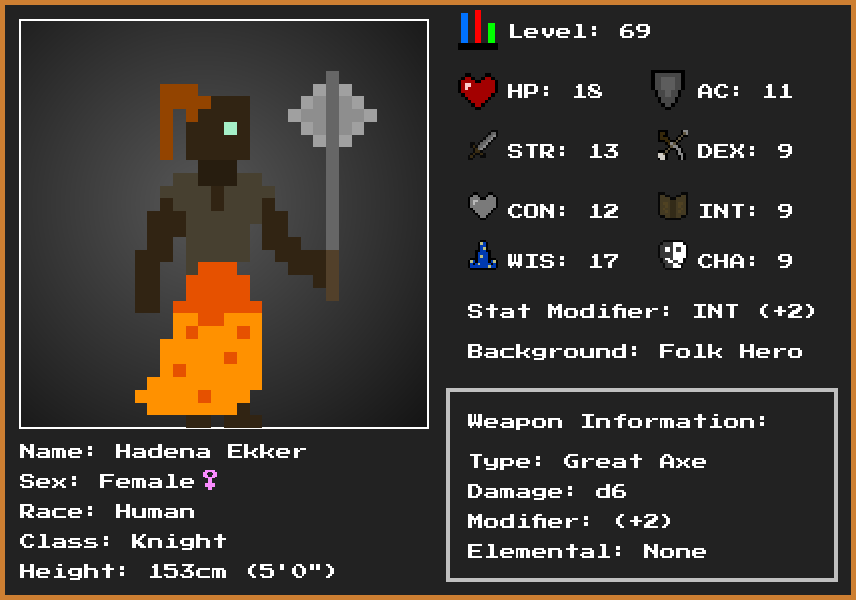 Level: 69
HP: 18 AC: 11
STR: 13 DEX: 9
CON: 12 INT: 9
WIS: 17 CHA: 9
Stat Modifier: INT (+2)
Background: Folk Hero
Weapon Information:
Type: Great Axe
Damage: d6
Modifier: (+2)
Elemental: None
Name: Hadena Ekker
Sex: Female♀
Race: Human
Class: Knight
Height: 153cm (5'0")